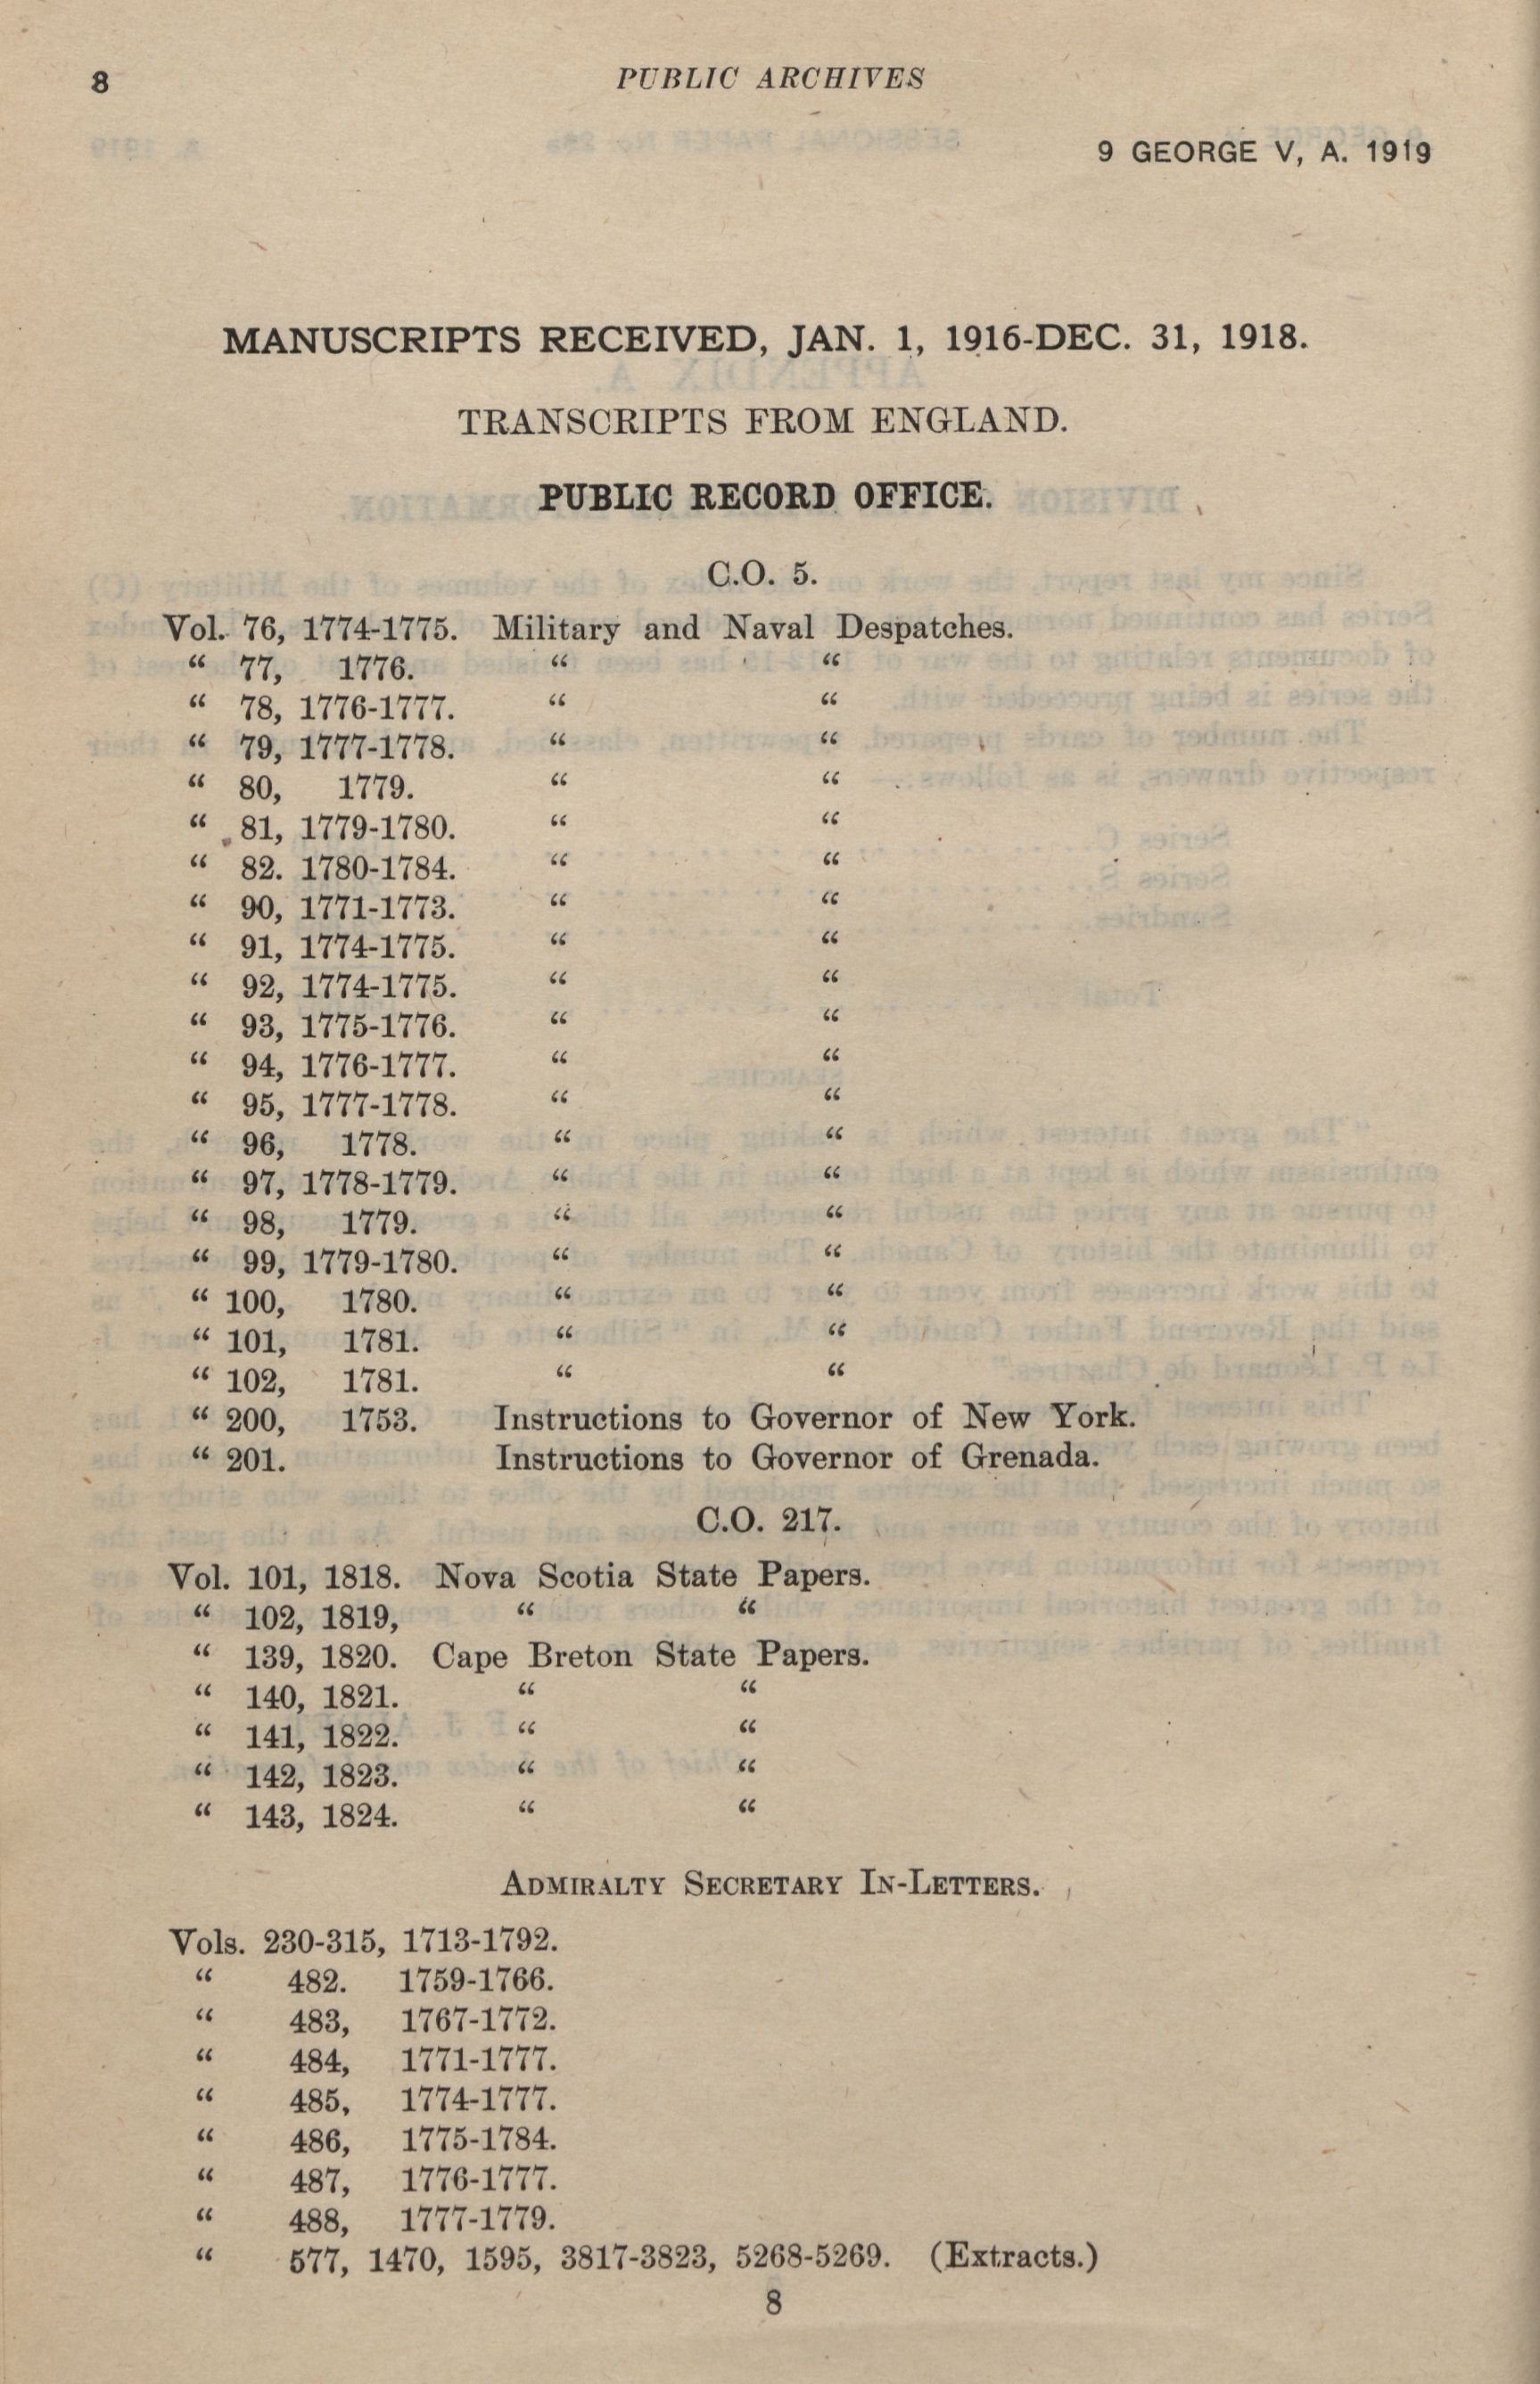 8 PUBLIC ARCHIVES
9 GEORGE V, A. 1919
MANUSCRIPTS RECEIVED, JAN. 1, 1916-DEC. 31, 1918.
TRANSCRIPTS FROM ENGLAND.
PUBLIC RECORD OFFICE.
C.O. 5.
Vol. 76, 1774-1775. Military and Naval Despatches.
“ 77, 1776. “ “
“ 78, 1776-1777. “ “
“ 79, 1777-1778. “ “
“ 80, 1779. “ “
“ 81, 1779-1780. “ “
“ 82. 1780-1784. “ “
“ 90, 1771-1773. “ “
“ 91, 1774-1775. “ “
“ 92, 1774-1775. “ “
“ 93, 1775-1776. “ “
“ 94, 1776-1777. “ “
“ 95, 1777-1778. “ “
“ 96, 1778. “ “
“ 97, 1778-1779. “ “
“ 98, 1779. “ “
“ 99, 1779-1780. “ “
“ 100, 1780. “ “
“ 101, 1781. “ “
“ 102, 1781. “ “
“ 200, 1753. Instructions to Governor of New York.
“ 201. Instructions to Governor of Grenada.
C.O. 217.
Vol. 101, 1818. Nova Scotia State Papers.
“ 102, 1819, “ “
“ 139, 1820. Cape Breton State Papers.
“ 140, 1821. “ “
“ 141, 1822. “ “
“ 142, 1823. “ “
“ 143, 1824. “ “
ADMIRALTY SECRETARY IN-LETTERS.
Vols. 230-315, 1713-1792.
“ 482. 1759-1766.
“ 483, 1767-1772.
“ 484, 1771-1777.
“ 485, 1774-1777.
“ 486, 1775-1784.
“ 487, 1776-1777.
“ 488, 1777-1779.
“ 577, 1470, 1595, 3817-3823, 5268-5269. (Extracts.)
8